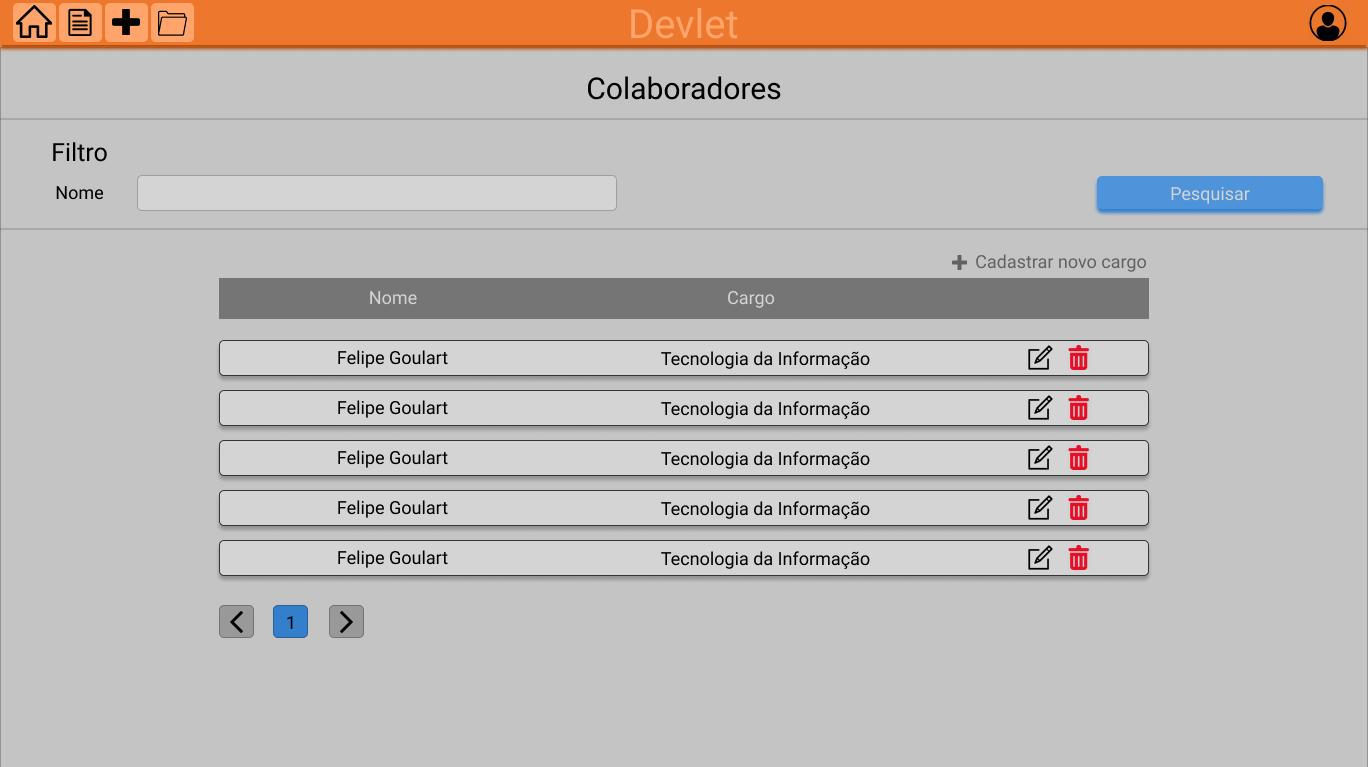 Devlet
Colaboradores
Filtro
Nome
Pesquisar
Cadastrar novo cargo
Nome Cargo
Felipe Goulart Tecnologia da Informação
Felipe Goulart Tecnologia da Informação
Felipe Goulart Tecnologia da Informação
Felipe Goulart Tecnologia da Informação
Felipe Goulart Tecnologia da Informação
1